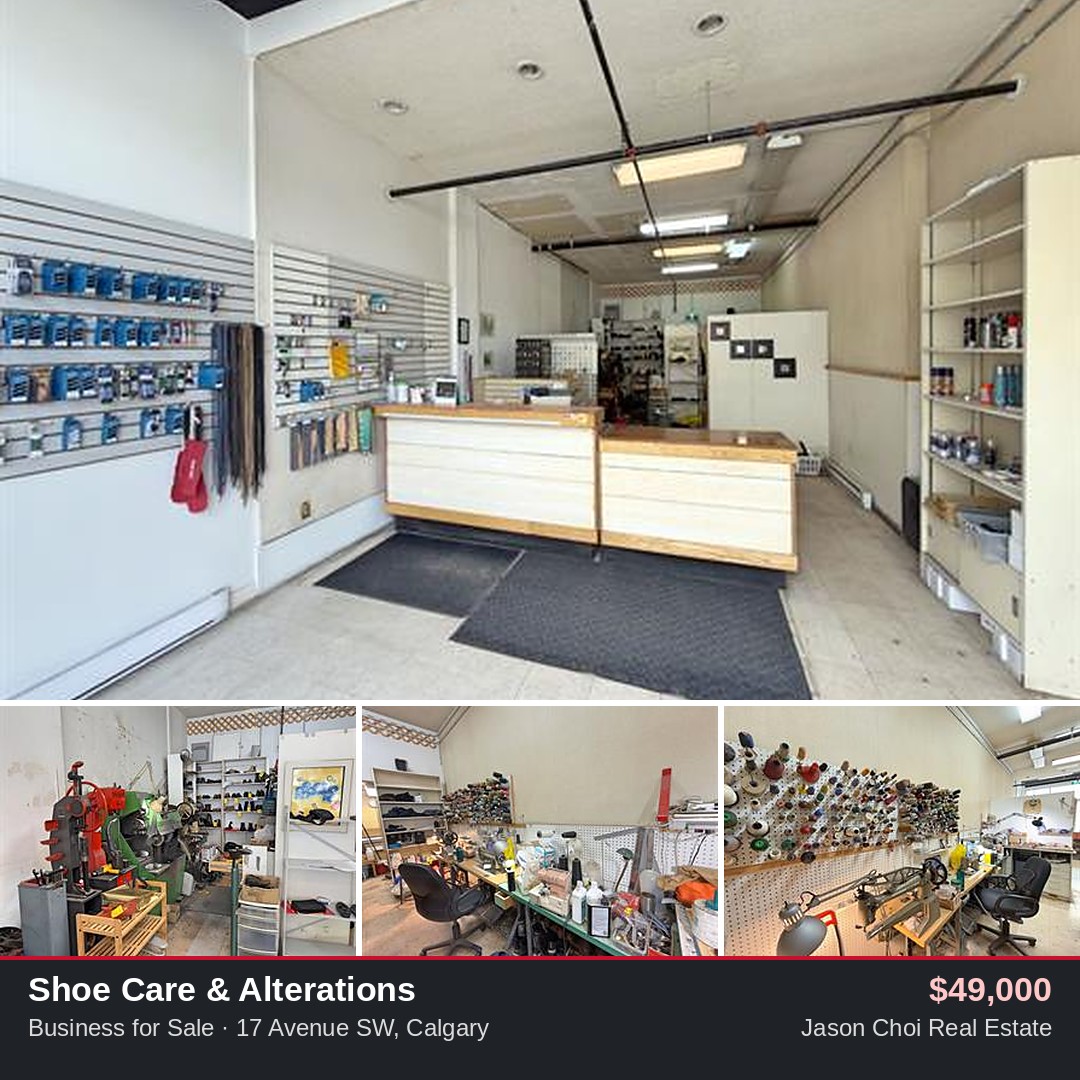 Shoe Care & Alterations
$49,000
Business for Sale · 17 Avenue SW, Calgary
Jason Choi Real Estate